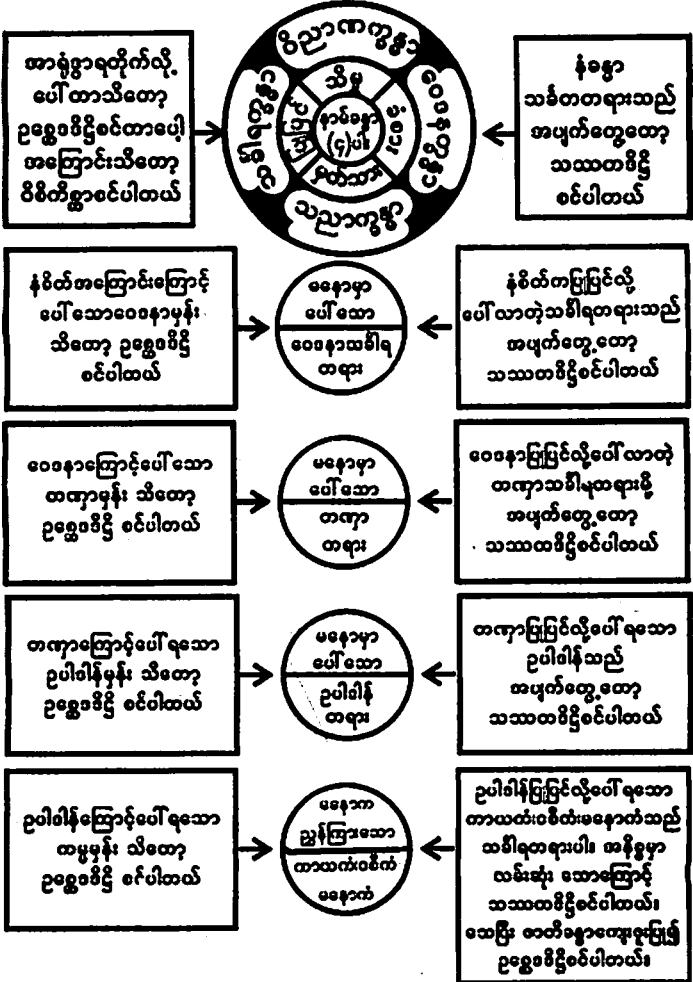 အာရုံဒွာရတိုက်လို့
ပေါ်တာသိတော့
ဥစ္ဆေဒဒိဋ္ဌိစင်တာပေါ့
အကြောင်းသိတော့
ဝိစိကိစ္ဆာစင်ပါတယ်
ဝိညာဏက္ခန္ဓာ
ဝေဒနာက္ခန္ဓာ
သညာက္ခန္ဓာ
သင်္ခါရက္ခန္ဓာ
သိမှု
ခံစား
မှတ်သား
ပြုပြင်
နာမ်ခန္ဓာ
(၄)ပါး
နံခန္ဓာ
သင်္ခတတရားသည်
အပျက်တွေ့တော့
သဿတဒိဋ္ဌိ
စင်ပါတယ်
နံစိတ်အကြောင်းကြောင့်
ပေါ်သောဝေဒနာမှန်း
သိတော့ ဥစ္ဆေဒဒိဋ္ဌိ
စင်ပါတယ်
မနောမှာ
ပေါ်သော
ဝေဒနာသင်္ခါရ
တရား
နံစိတ်ကပြုပြင်လို့
ပေါ်လာတဲ့သင်္ခါရတရားသည်
အပျက်တွေ့တော့
သဿတဒိဋ္ဌိစင်ပါတယ်
ဝေဒနာကြောင့်ပေါ်သော
တဏှာမှန်း သိတော့
ဥစ္ဆေဒဒိဋ္ဌိ စင်ပါတယ်
မနောမှာ
ပေါ်သော
တဏှာ
တရား
ဝေဒနာပြုပြင်လို့ပေါ်လာတဲ့
တဏှာသင်္ခါရတရားမို့
အပျက်တွေ့တော့
သဿတဒိဋ္ဌိစင်ပါတယ်
တဏှာကြောင့်ပေါ်ရသော
ဥပါဒါန်မှန်း သိတော့
ဥစ္ဆေဒဒိဋ္ဌိ စင်ပါတယ်
မနောမှာ
ပေါ်သော
ဥပါဒါန်
တရား
တဏှာပြုပြင်လို့ပေါ်ရသော
ဥပါဒါန်သည်
အပျက်တွေ့တော့
သဿတဒိဋ္ဌိစင်ပါတယ်
ဥပါဒါန်ကြောင့်ပေါ်ရသော
ကမ္မမှန်း သိတော့
ဥစ္ဆေဒဒိဋ္ဌိ စင်ပါတယ်
မနောက
ညွှန်ကြားသော
ကာယကံဝစီကံ
မနောကံ
ဥပါဒါန်ပြုပြင်လို့ပေါ်ရသော
ကာယကံဝစီကံမနောကံသည်
သင်္ခါရတရားပါ။ အနိစ္စမှာ
လမ်းဆုံး သောကြောင့်
သဿတဒိဋ္ဌိစင်ပါတယ်။
သေပြီး ဇာတိခန္ဓာကျေးဇူးပြု၍
ဥစ္ဆေဒဒိဋ္ဌိစင်ပါတယ်။